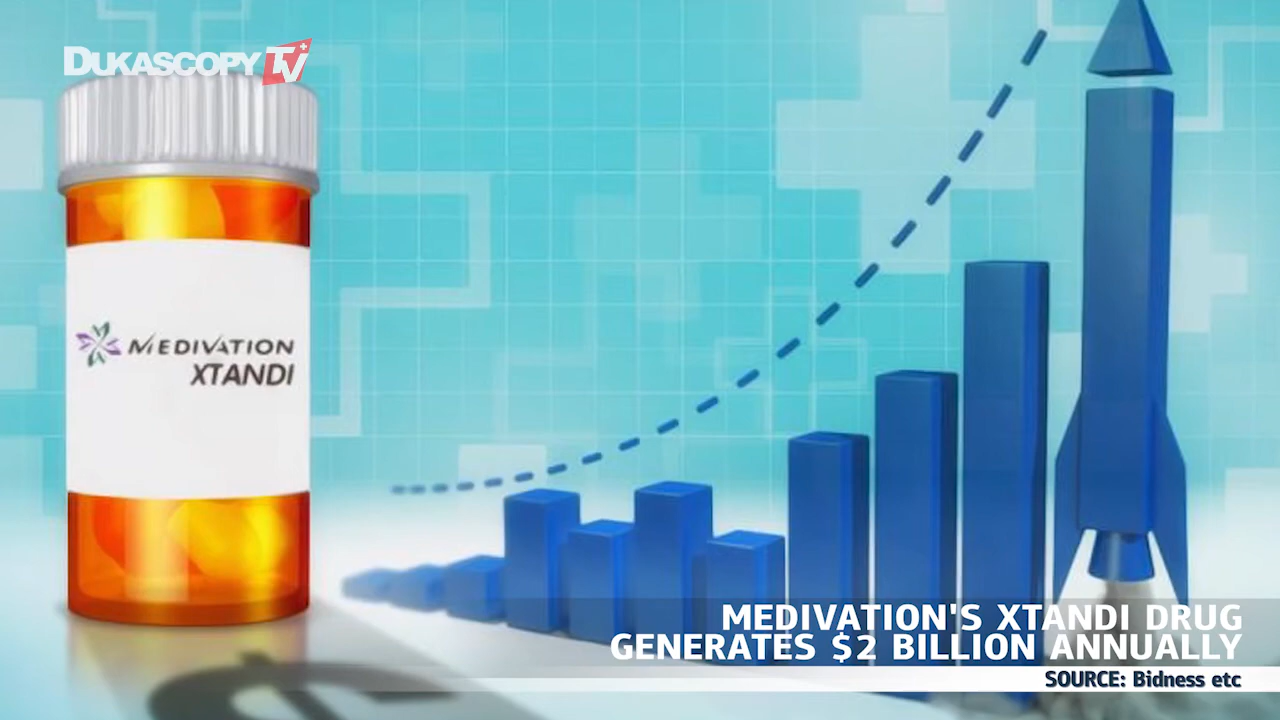 DUKASCOPY TV
MEDIVATION
XTANDI
MEDIVATION'S XTANDI DRUG
GENERATES $2 BILLION ANNUALLY
SOURCE: Bidness etc